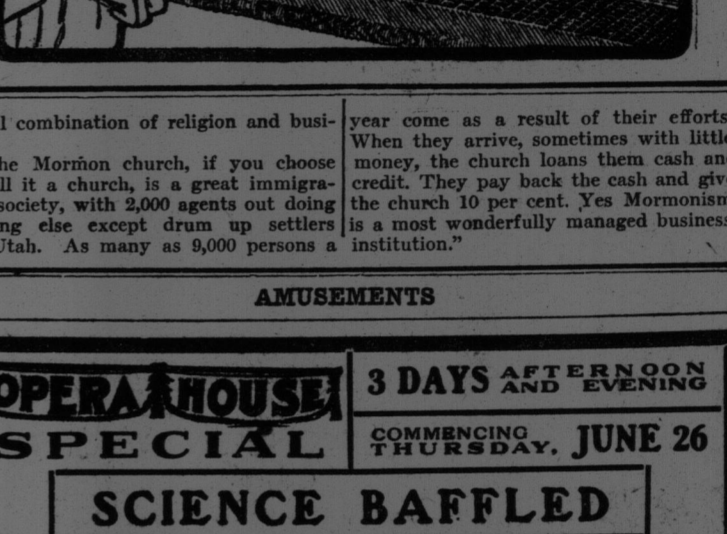 combination of religion and busi-
he Mormon church, if you choose
ll it a church, is a great immigra-
society, with 2,000 agents out doing
ng else except drum up settlers
Utah. As many as 9,000 persons a
year come as a result of their efforts
When they arrive, sometimes with little
money, the church loans them cash an
credit. They pay back the cash and giv
the church 10 per cent. Yes Mormonism
is a most wonderfully managed business
institution."
AMUSEMENTS
OPERA HOUSE
SPECIAL
3 DAYS AFTERNOON AND EVENING
COMMENCING THURSDAY, JUNE 26
SCIENCE BAFFLED